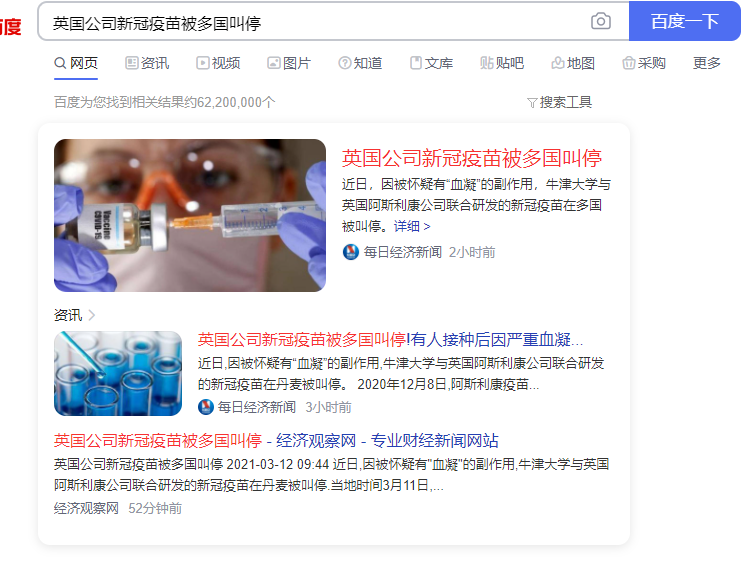 百度
英国公司新冠疫苗被多国叫停
百度一下
网页 资讯 视频 图片 知道 文库 贴吧 地图 采购 更多
百度为您找到相关结果约62,200,000个
搜索工具
Vaccine
COVID-19
英国公司新冠疫苗被多国叫停
近日，因被怀疑有“血凝”的副作用，牛津大学与
英国阿斯利康公司联合研发的新冠疫苗在多国
被叫停。详细 >
每日经济新闻 2小时前
资讯 >
英国公司新冠疫苗被多国叫停!有人接种后因严重血凝...
近日,因被怀疑有“血凝”的副作用,牛津大学与英国阿斯利康公司联合研发
的新冠疫苗在丹麦被叫停。 2020年12月8日,阿斯利康疫苗...
每日经济新闻 3小时前
英国公司新冠疫苗被多国叫停 - 经济观察网 - 专业财经新闻网站
英国公司新冠疫苗被多国叫停 2021-03-12 09:44 近日,因被怀疑有"血凝"的副作用,牛津大学与英国
阿斯利康公司联合研发的新冠疫苗在丹麦被叫停.当地时间3月11日,...
经济观察网 52分钟前